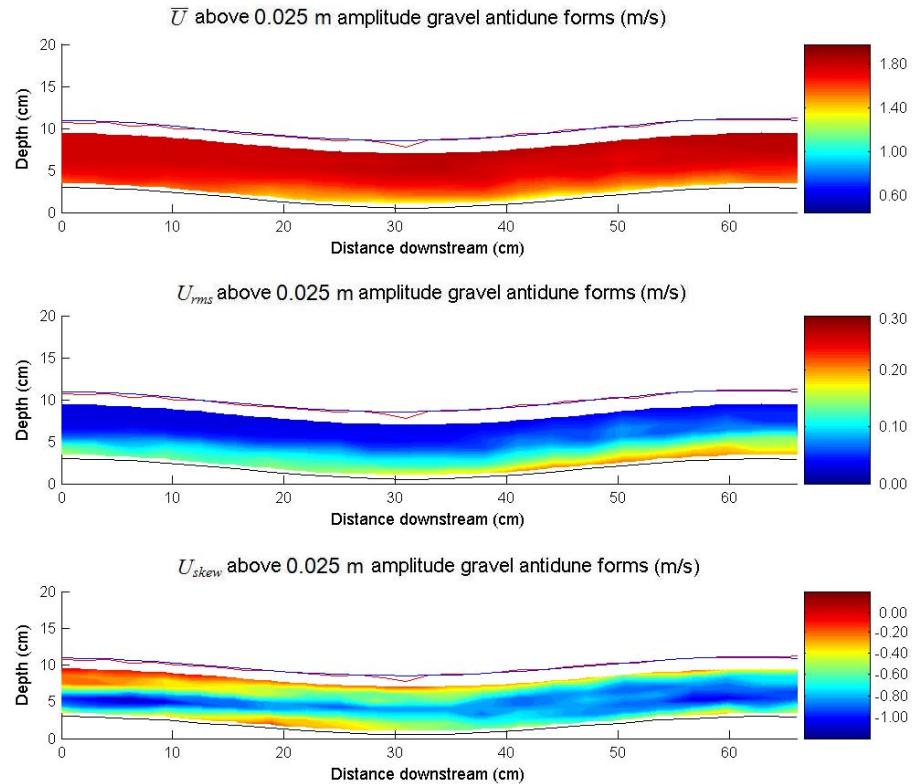 U̅ above 0.025 m amplitude gravel antidune forms (m/s)
20
15
10
5
0
Depth (cm)
0 10 20 30 40 50 60
Distance downstream (cm)
1.80
1.40
1.00
0.60
U_rms above 0.025 m amplitude gravel antidune forms (m/s)
20
15
10
5
0
Depth (cm)
0 10 20 30 40 50 60
Distance downstream (cm)
0.30
0.20
0.10
0.00
U_skew above 0.025 m amplitude gravel antidune forms (m/s)
20
15
10
5
0
Depth (cm)
0 10 20 30 40 50 60
Distance downstream (cm)
0.00
-0.20
-0.40
-0.60
-0.80
-1.00